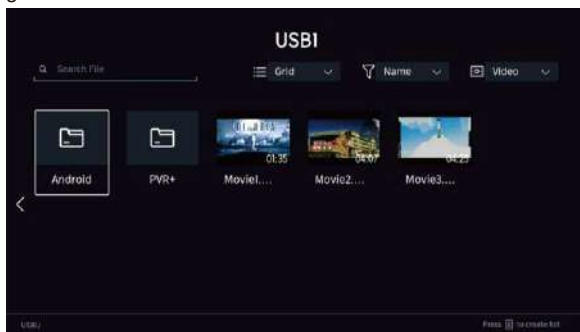 USB1
Search File
Grid
Name
Video
01:35
04:07
04:23
Android
PVR+
Movie1....
Movie2....
Movie3....
USB1
Press to create list